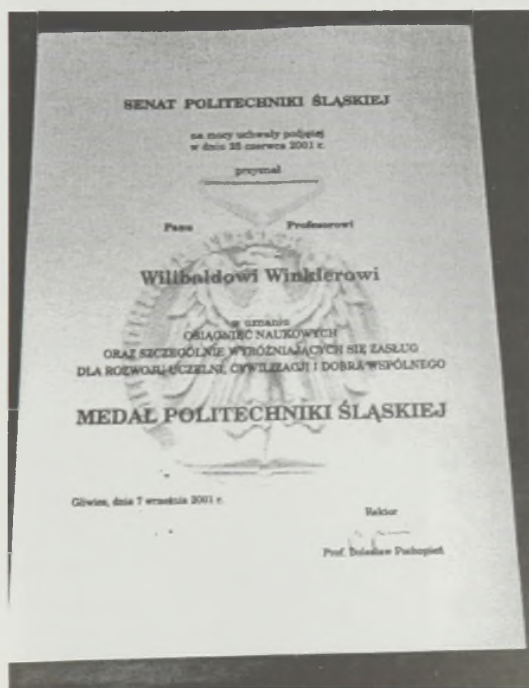 SENAT POLITECHNIKI ŚLĄSKIEJ
na mocy uchwały podjętej
w dniu 25 czerwca 2001 r.
przyznał
Panu Profesorowi
Wilibaldowi Winklerowi
w uznaniu
OSIĄGNIĘĆ NAUKOWYCH
ORAZ SZCZEGÓLNIE WYRÓŻNIAJĄCYCH SIĘ ZASŁUG
DLA ROZWOJU UCZELNI, CYWILIZACJI I DOBRA WSPÓLNEGO
MEDAL POLITECHNIKI ŚLĄSKIEJ
Gliwice, dnia 7 września 2001 r.
Rektor
Prof. Bolesław Pochopień